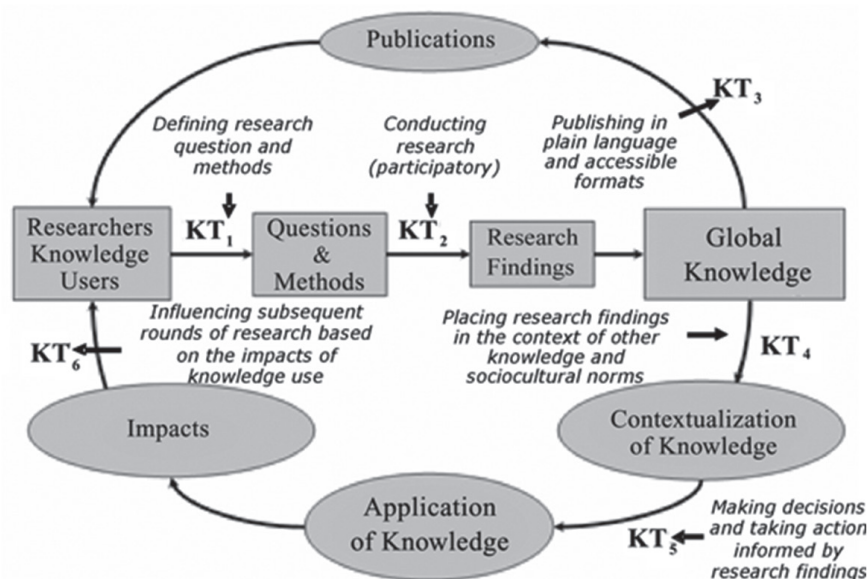 Publications
KT3
Defining research
question and
methods
Conducting
research
(participatory)
Publishing in
plain language
and accessible
formats
Researchers
Knowledge
Users
KT1
Questions
&
Methods
KT2
Research
Findings
Global
Knowledge
Influencing subsequent
rounds of research based
on the impacts of
knowledge use
KT6
Placing research findings
in the context of other
knowledge and
sociocultural norms
KT4
Impacts
Contextualization
of Knowledge
Application
of Knowledge
KT5
Making decisions
and taking action
informed by
research findings